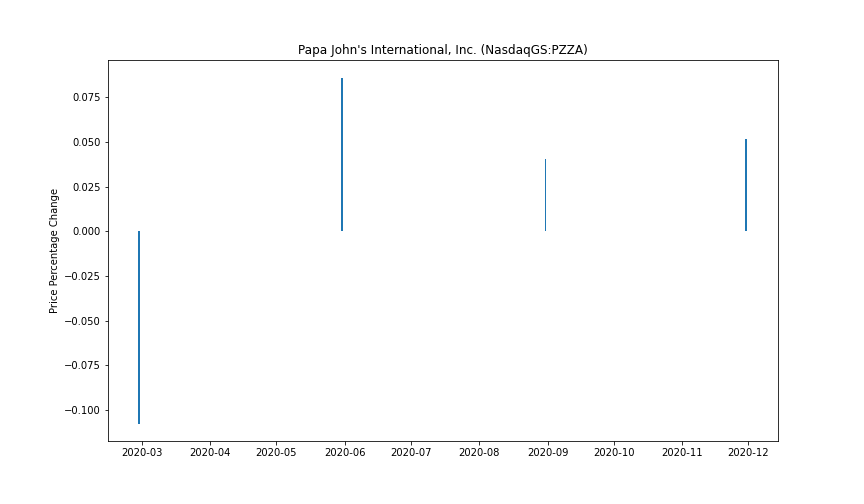 Papa John's International, Inc. (NasdaqGS:PZZA)
Price Percentage Change
0.075
0.050
0.025
0.000
−0.025
−0.050
−0.075
−0.100
2020-03 2020-04 2020-05 2020-06 2020-07 2020-08 2020-09 2020-10 2020-11 2020-12